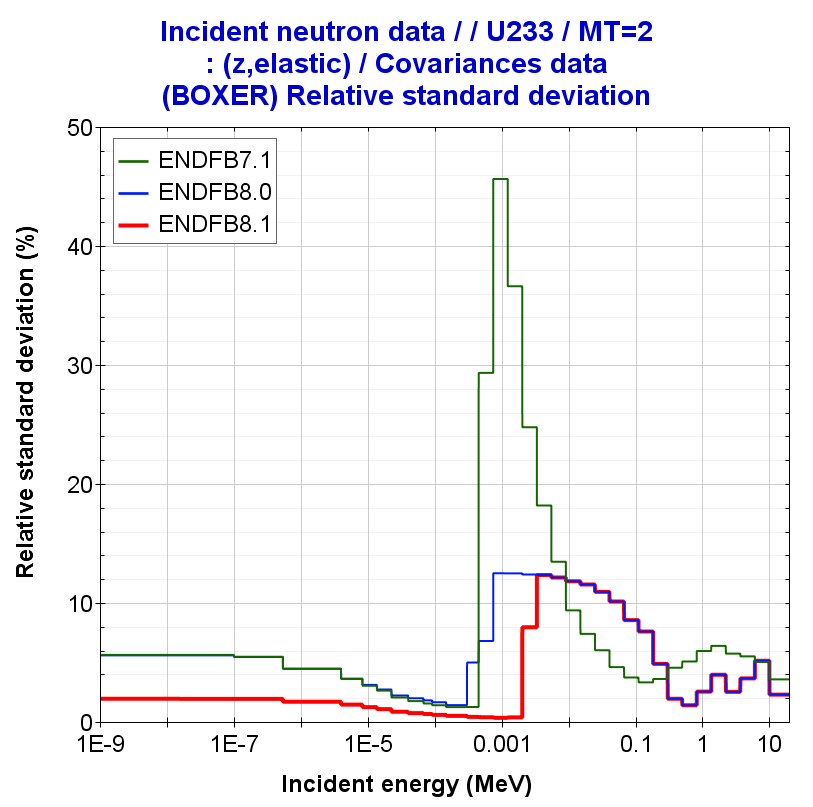 Incident neutron data / / U233 / MT=2
: (z,elastic) / Covariances data
(BOXER) Relative standard deviation
50
ENDFB7.1
ENDFB8.0
ENDFB8.1
40
30
20
10
0
Relative standard deviation (%)
1E-9 1E-7 1E-5 0.001 0.1 1 10
Incident energy (MeV)